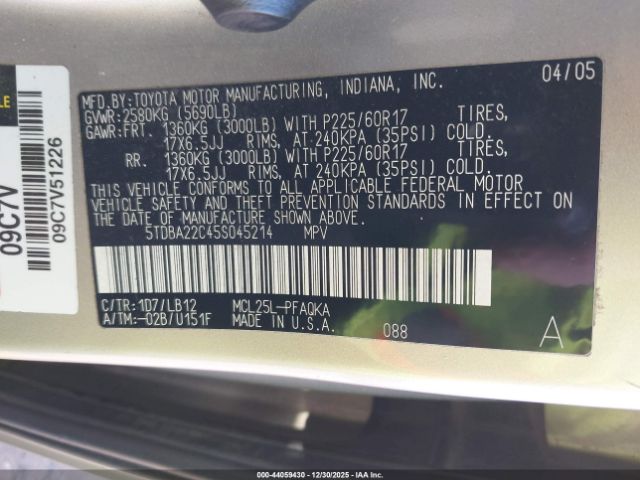 MFD.BY:TOYOTA MOTOR MANUFACTURING, INDIANA, INC. 04/05
GVWR:2580KG (5690LB)
GAWR:FRT. 1360KG (3000LB) WITH P225/60R17 TIRES,
17X6.5JJ RIMS, AT 240KPA (35PSI) COLD.
RR. 1360KG (3000LB) WITH P225/60R17 TIRES,
17X6.5JJ RIMS, AT 240KPA (35PSI) COLD.
THIS VEHICLE CONFORMS TO ALL APPLICABLE FEDERAL MOTOR
VEHICLE SAFETY AND THEFT PREVENTION STANDARDS IN EFFECT ON
THE DATE OF MANUFACTURE SHOWN ABOVE.
5TDBA22C45S045214 MPV
C/TR:1D7/LB12 MCL25L-PFAQKA
A/TM:-02B/U151F MADE IN U.S.A. 088 A
09C7V
09C7V51226
000-44059430 - 12/30/2025 - IAAI.COM